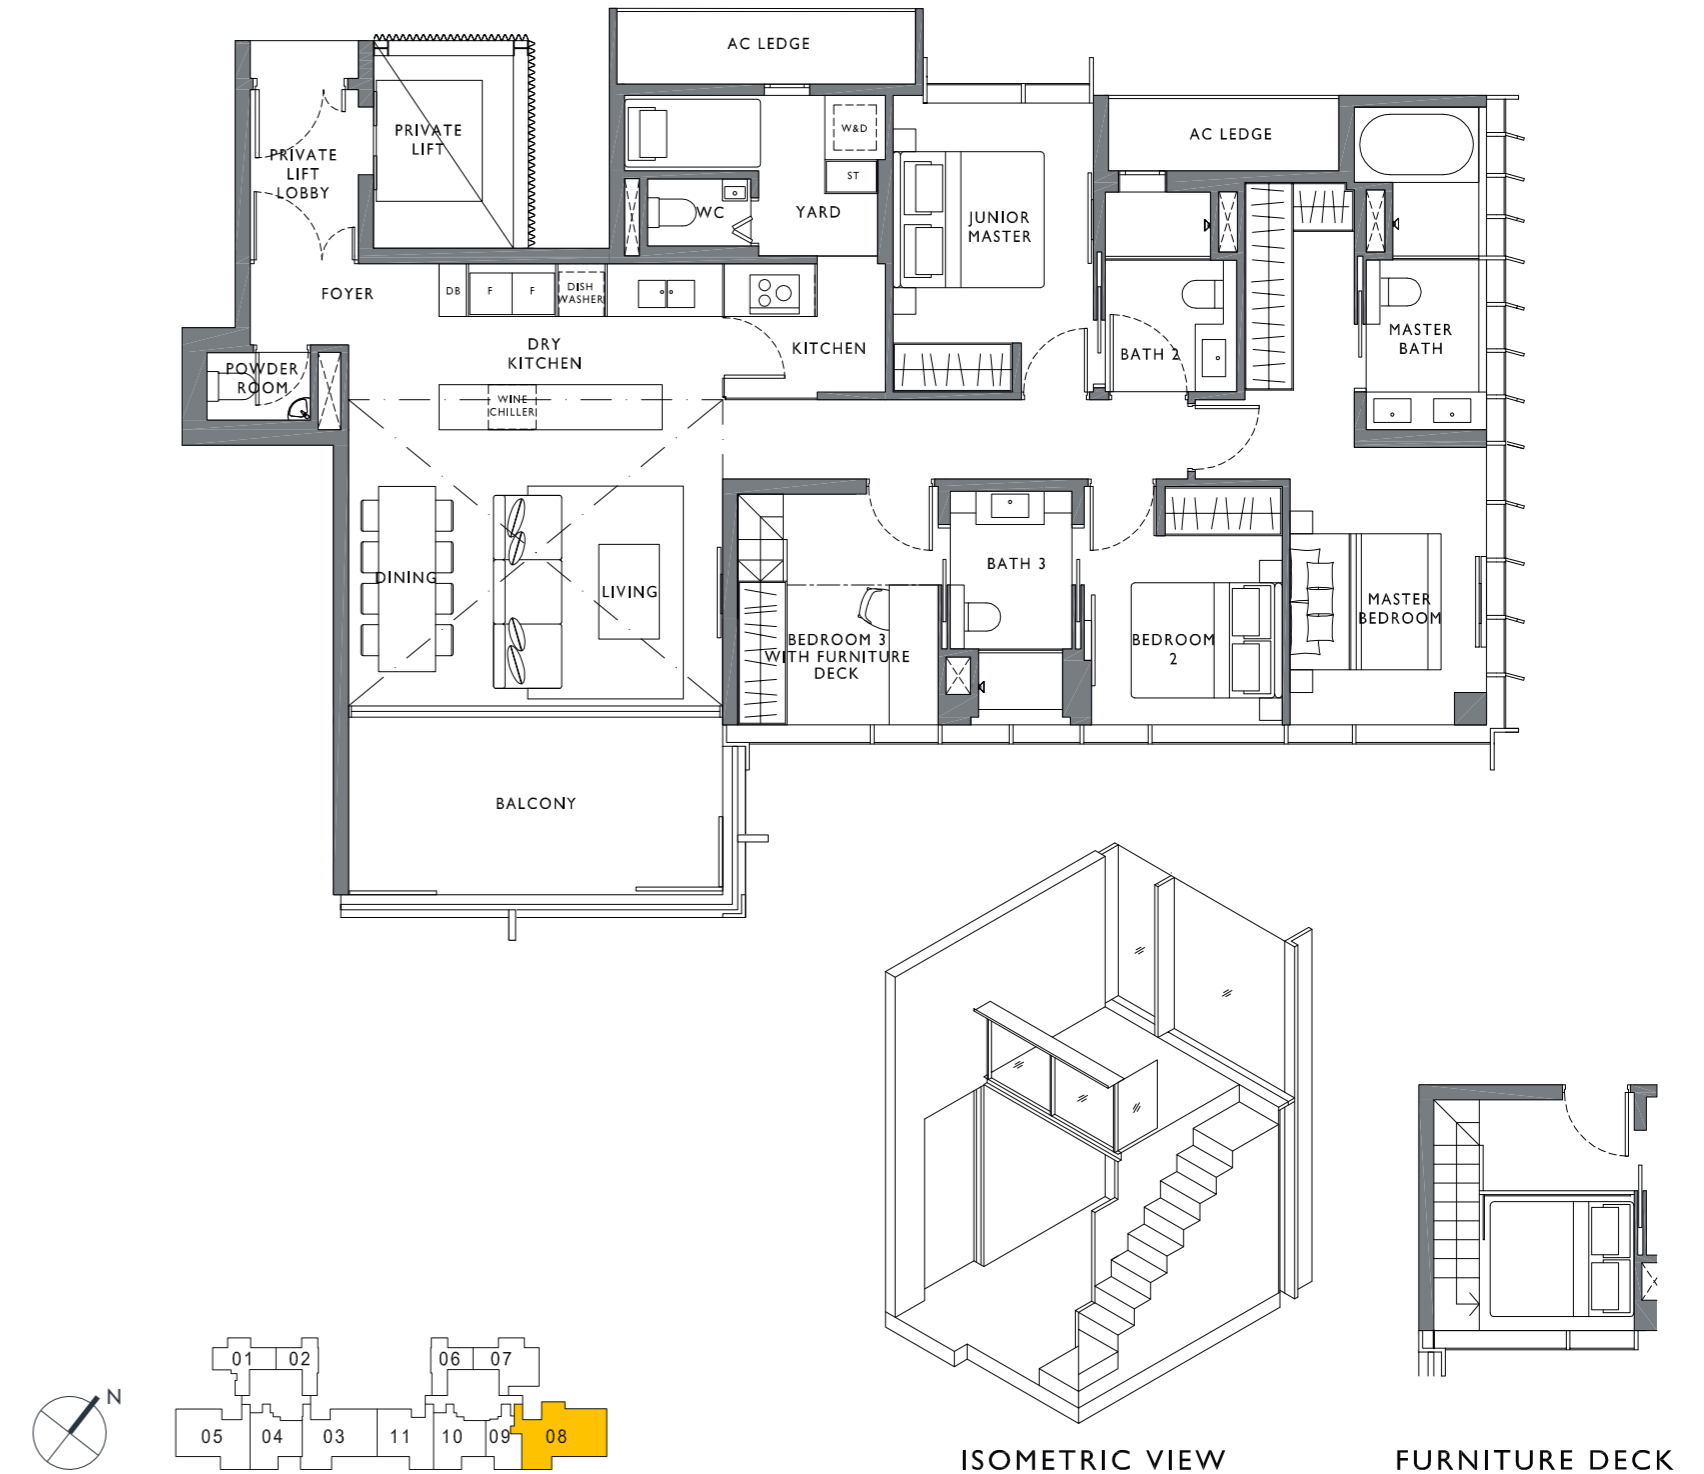 AC LEDGE
PRIVATE
LIFT
PRIVATE
LIFT
LOBBY
W&D
ST
WC
YARD
JUNIOR
MASTER
AC LEDGE
FOYER
DB
F
F
DISH
WASHER
DRY
KITCHEN
KITCHEN
BATH 2
MASTER
BATH
POWDER
ROOM
WINE
CHILLER
DINING
LIVING
BEDROOM 3
WITH FURNITURE
DECK
BATH 3
BEDROOM
2
MASTER
BEDROOM
BALCONY
N
01
02
06
07
05
04
03
11
10
09
08
ISOMETRIC VIEW
FURNITURE DECK